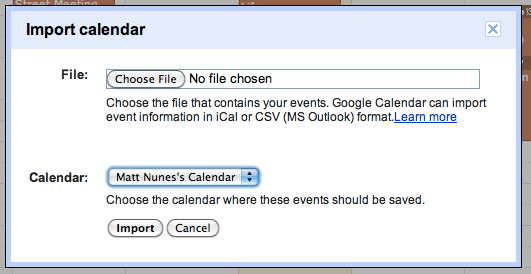 Street Meeting
Import calendar
File:
Choose File No file chosen
Choose the file that contains your events. Google Calendar can import
event information in iCal or CSV (MS Outlook) format.Learn more
Calendar:
Matt Nunes's Calendar
Choose the calendar where these events should be saved.
Import Cancel